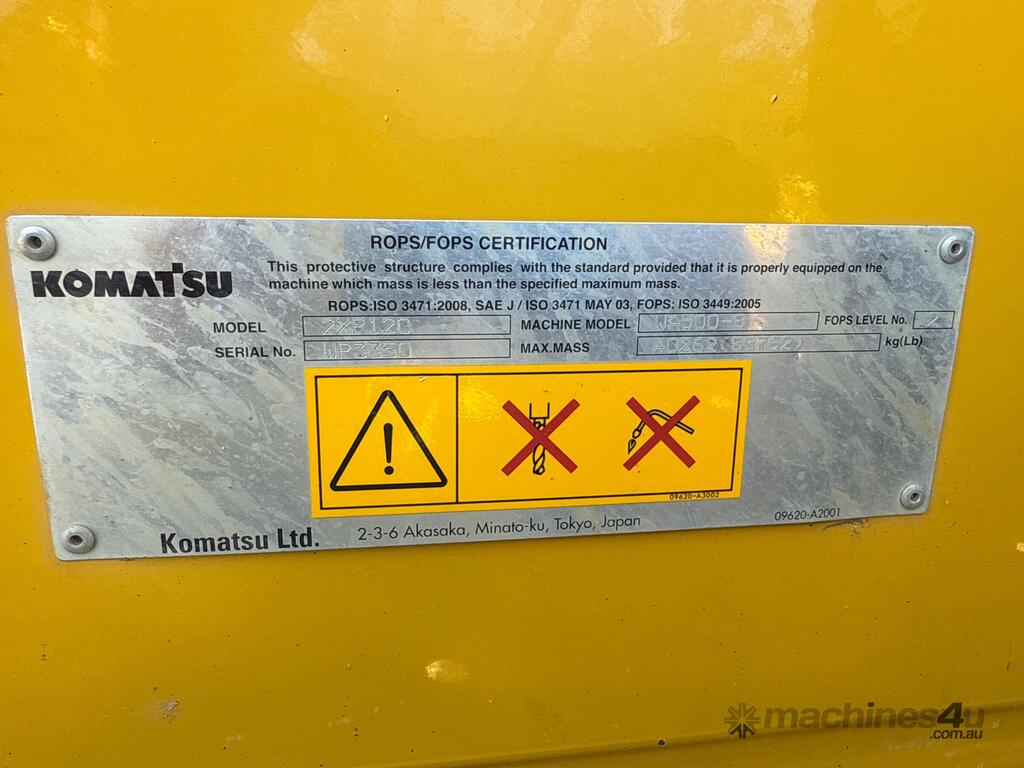 ROPS/FOPS CERTIFICATION
KOMATSU
This protective structure complies with the standard provided that it is properly equipped on the
machine which mass is less than the specified maximum mass.
ROPS:ISO 3471:2008, SAE J / ISO 3471 MAY 03, FOPS: ISO 3449:2005
MODEL 2XP120 MACHINE MODEL FOPS LEVEL No.
SERIAL No. WP3350 MAX.MASS kg(Lb)
09620-A3002
Komatsu Ltd. 2-3-6 Akasaka, Minato-ku, Tokyo, Japan 09620-A2001
machines4u
.com.au